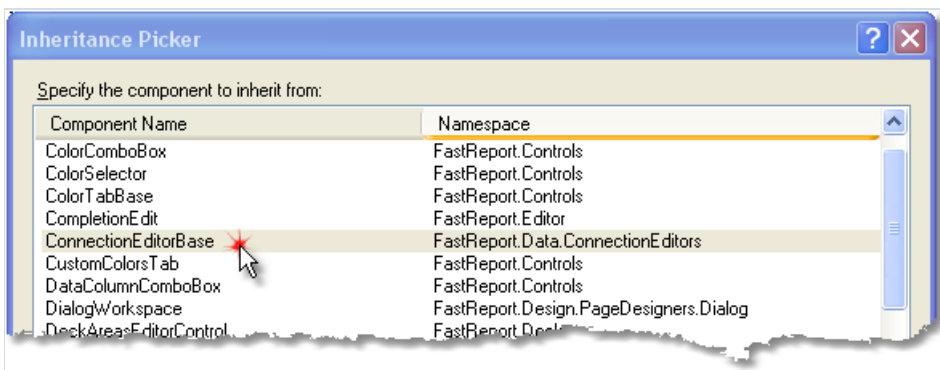 Inheritance Picker
Specify the component to inherit from:
Component Name Namespace
ColorComboBox FastReport.Controls
ColorSelector FastReport.Controls
ColorTabBase FastReport.Controls
CompletionEdit FastReport.Editor
ConnectionEditorBase FastReport.Data.ConnectionEditors
CustomColorsTab FastReport.Controls
DataColumnComboBox FastReport.Controls
DialogWorkspace FastReport.Design.PageDesigners.Dialog
DeckAreasEditorControl